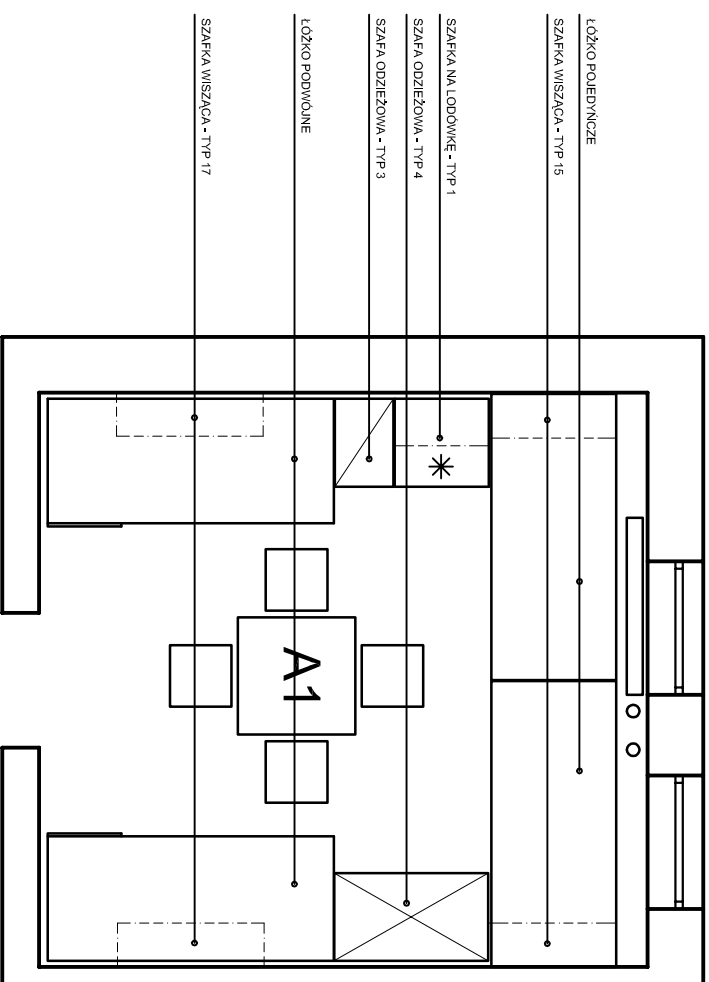 ŁÓŻKO POJEDYŃCZE
SZAFKA WISZĄCA - TYP 15
SZAFKA NA LODÓWKĘ - TYP 1
SZAFA ODZIEŻOWA - TYP 4
SZAFA ODZIEŻOWA - TYP 3
ŁÓŻKO PODWÓJNE
SZAFKA WISZĄCA - TYP 17
A1